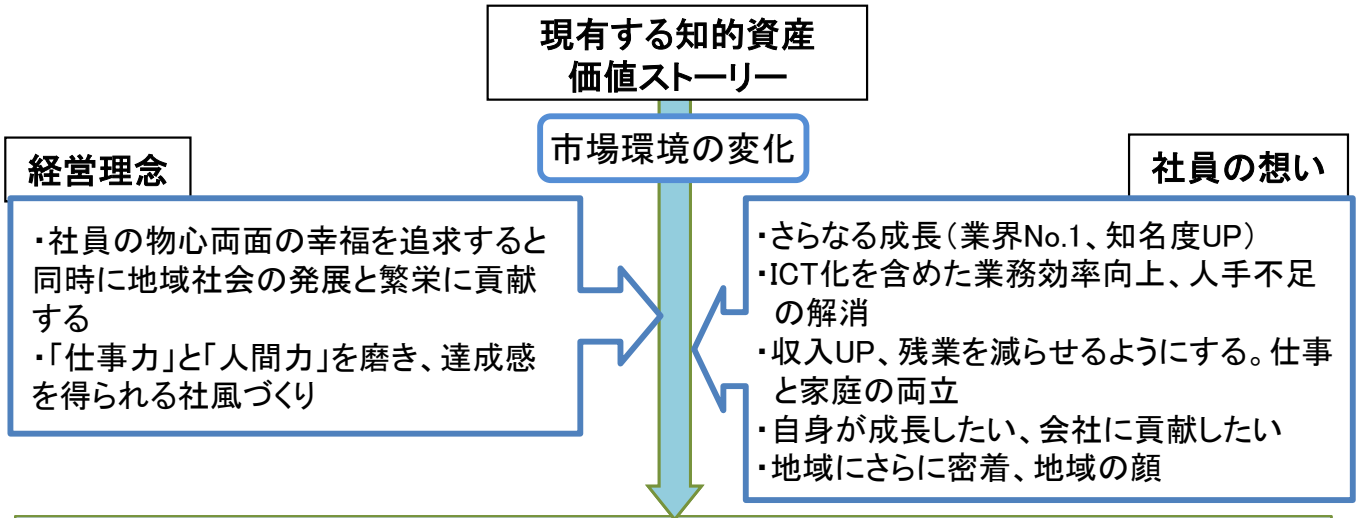 現有する知的資産
価値ストーリー
市場環境の変化
経営理念
・社員の物心両面の幸福を追求すると
同時に地域社会の発展と繁栄に貢献
する
・「仕事力」と「人間力」を磨き、達成感
を得られる社風づくり
社員の想い
・さらなる成長（業界No.1、知名度UP）
・ICT化を含めた業務効率向上、人手不足
の解消
・収入UP、残業を減らせるようにする。仕事
と家庭の両立
・自身が成長したい、会社に貢献したい
・地域にさらに密着、地域の顔